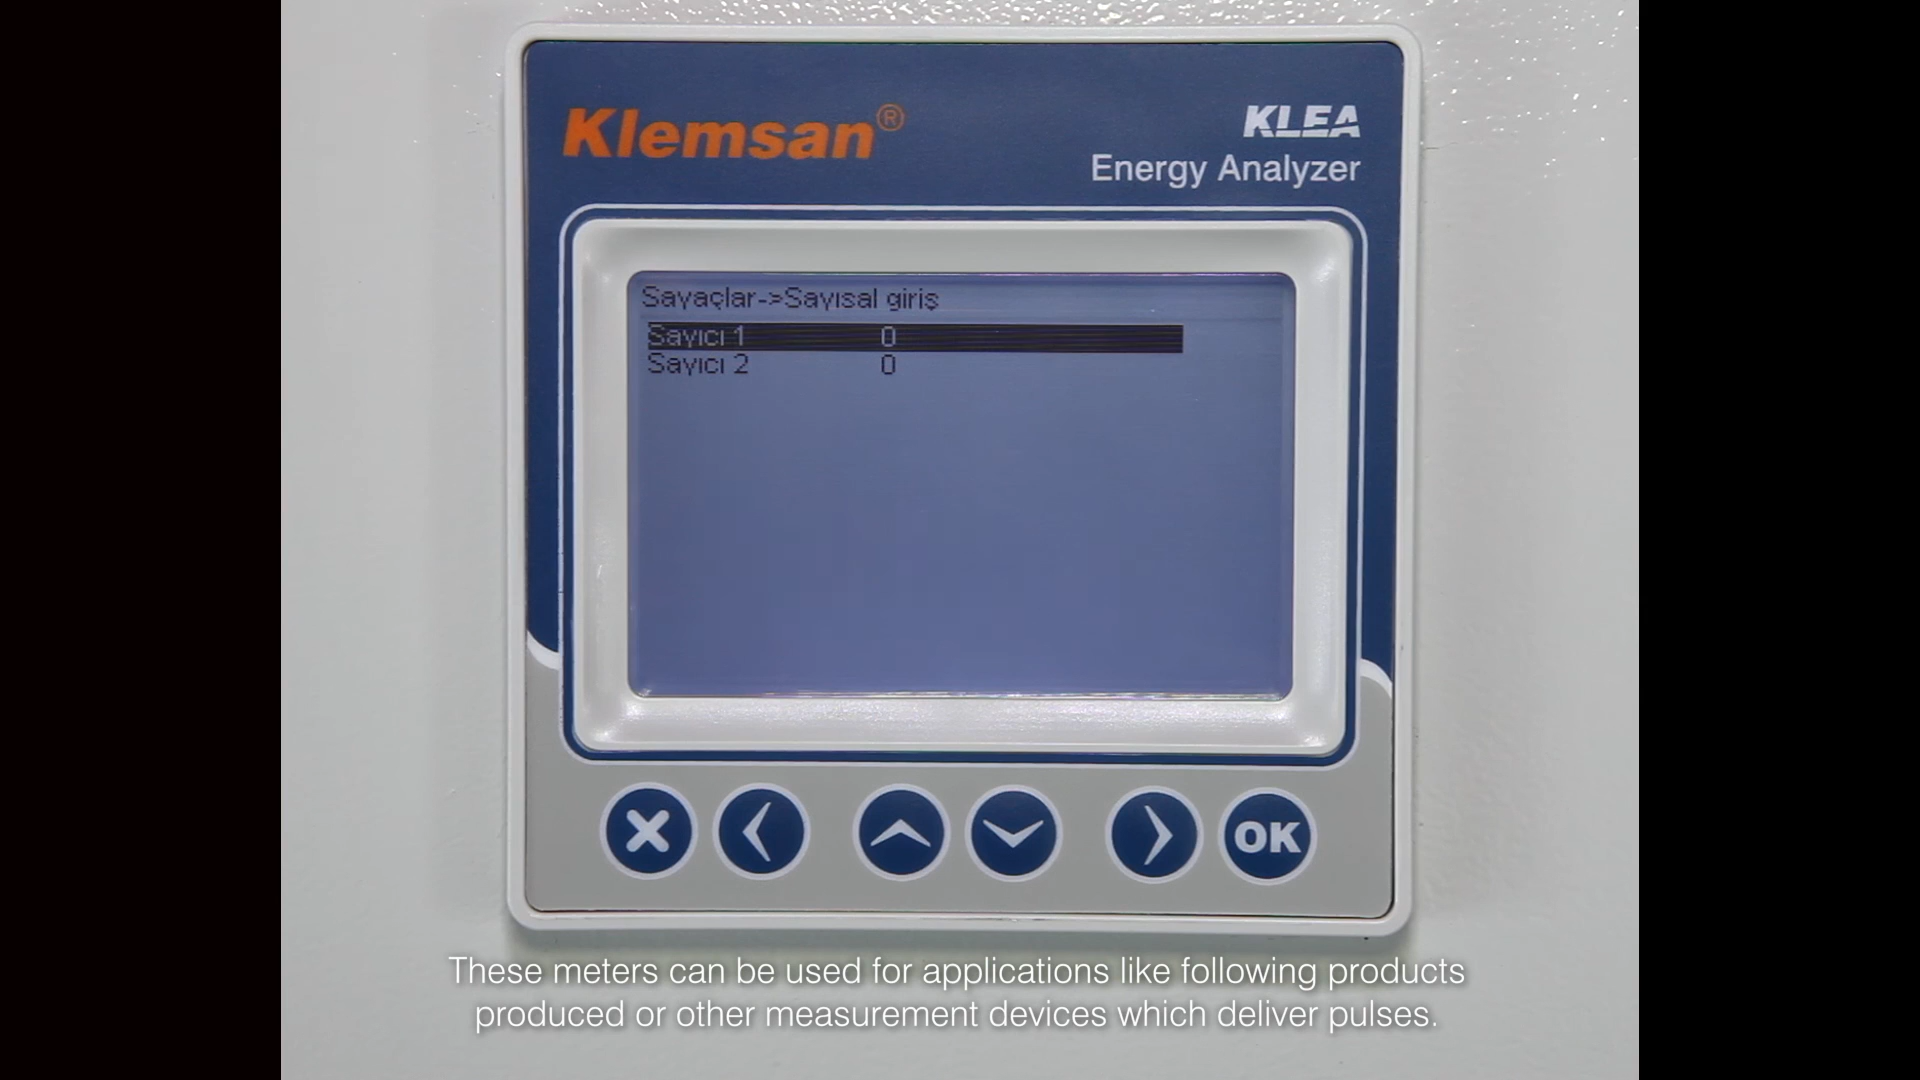 Klemsan®
KLEA
Energy Analyzer
Sayaçlar->Sayısal giriş
Sayıcı 1 0
Sayıcı 2 0
OK
These meters can be used for applications like following products
produced or other measurement devices which deliver pulses.